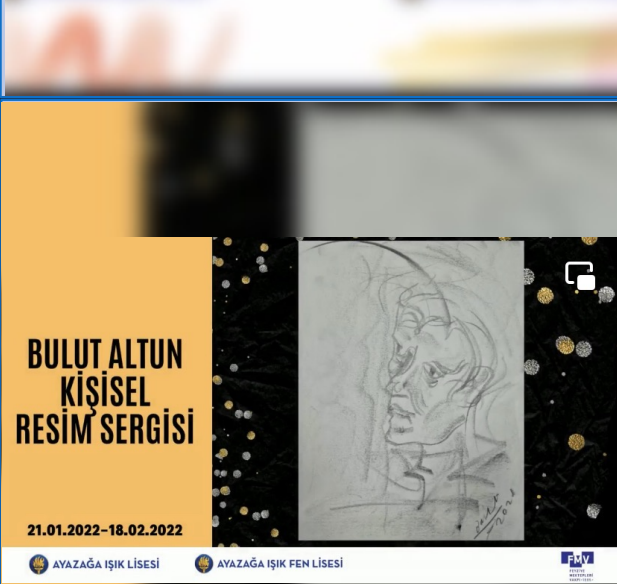 BULUT ALTUN
KİŞİSEL
RESİM SERGİSİ
21.01.2022-18.02.2022
AYAZAĞA IŞIK LİSESİ
AYAZAĞA IŞIK FEN LİSESİ
FMV
2021